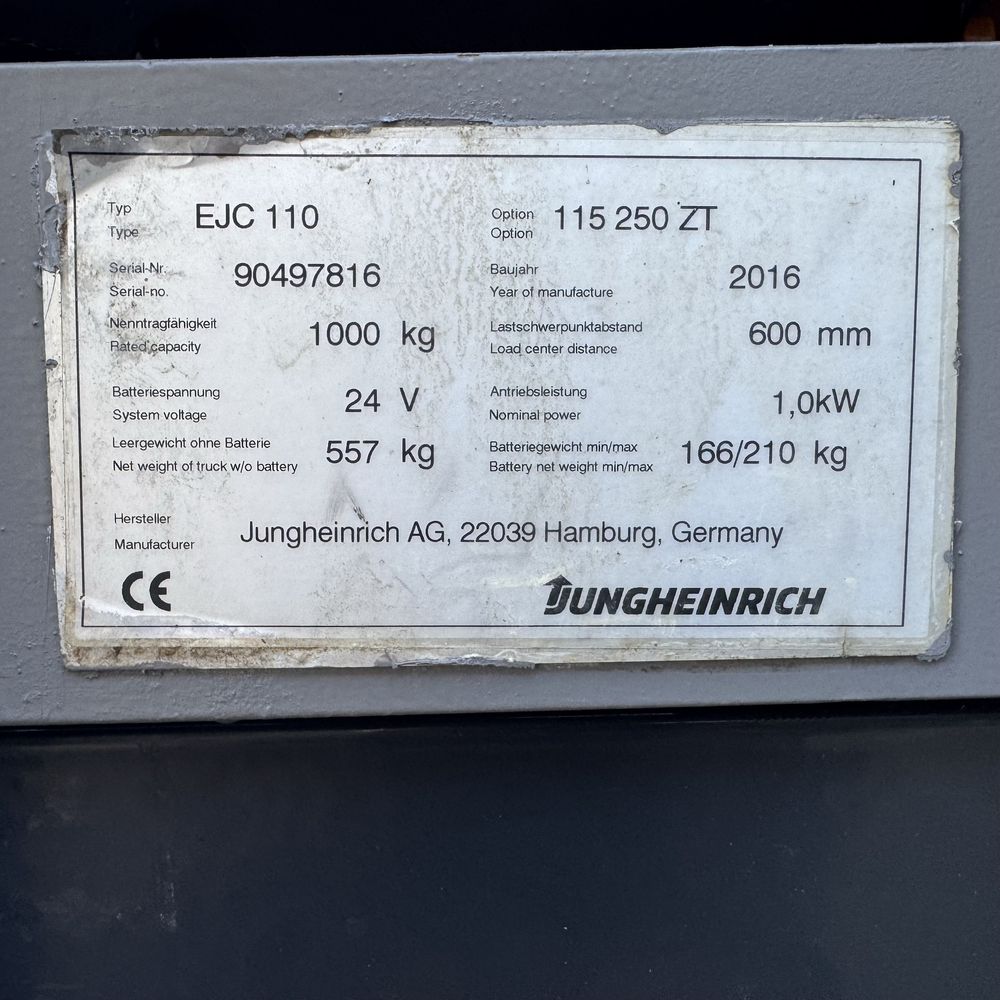 Typ
Type
EJC 110
Option
Option
115 250 ZT
Serial-Nr.
Serial-no.
90497816
Baujahr
Year of manufacture
2016
Nenntragfähigkeit
Rated capacity
1000 kg
Lastschwerpunktabstand
Load center distance
600 mm
Batteriespannung
System voltage
24 V
Antriebsleistung
Nominal power
1,0kW
Leergewicht ohne Batterie
Net weight of truck w/o battery
557 kg
Batteriegewicht min/max
Battery net weight min/max
166/210 kg
Hersteller
Manufacturer
Jungheinrich AG, 22039 Hamburg, Germany
CE
JUNGHEINRICH